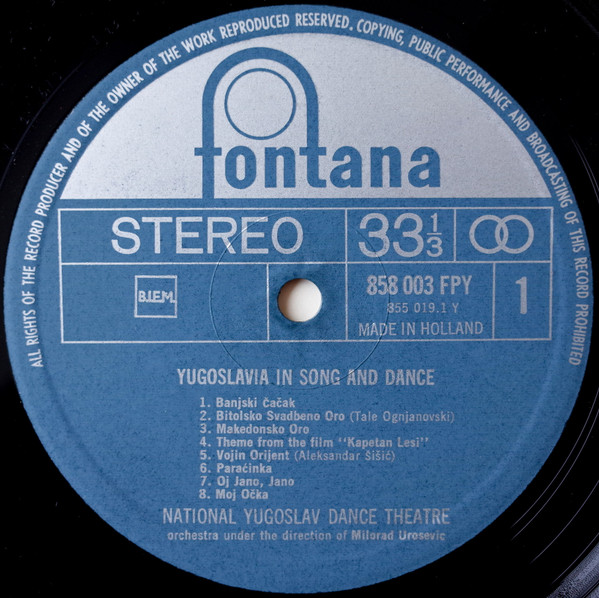 ALL RIGHTS OF THE RECORD PRODUCER AND OF THE OWNER OF THE WORK REPRODUCED RESERVED. COPYING, PUBLIC PERFORMANCE AND BROADCASTING OF THIS RECORD PROHIBITED
fontana
STEREO
33 1/3
B.I.E.M.
858 003 FPY
855 019.1 Y
MADE IN HOLLAND
1
YUGOSLAVIA IN SONG AND DANCE
1. Banjski čačak
2. Bitolsko Svadbeno Oro (Tale Ognjanovski)
3. Makedonsko Oro
4. Theme from the film "Kapetan Lesi"
5. Vojin Orijent (Aleksandar Šišić)
6. Paraćinka
7. Oj Jano, Jano
8. Moj Očka
NATIONAL YUGOSLAV DANCE THEATRE
orchestra under the direction of Milorad Urosevic